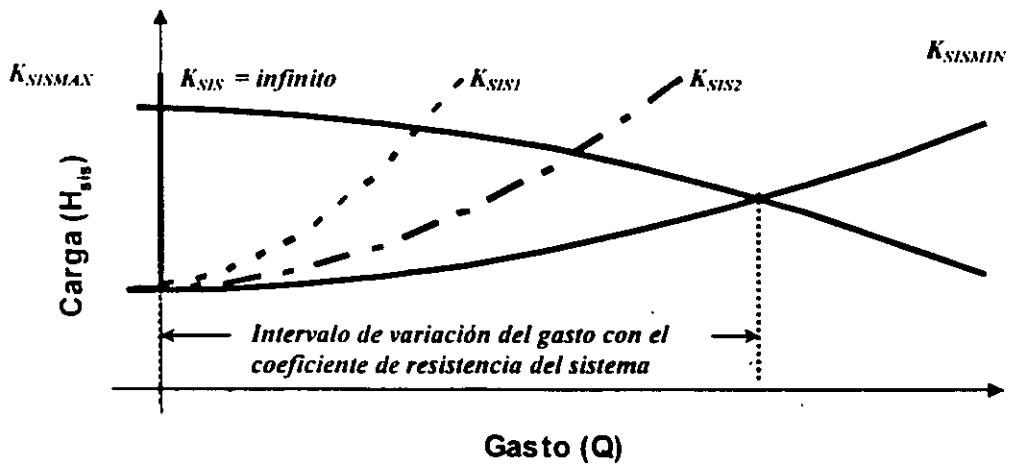 K_SISMAX
K_SIS = infinito
K_SIS1
K_SIS2
K_SISMIN
Carga (H_sis)
Intervalo de variación del gasto con el
coeficiente de resistencia del sistema
Gasto (Q)